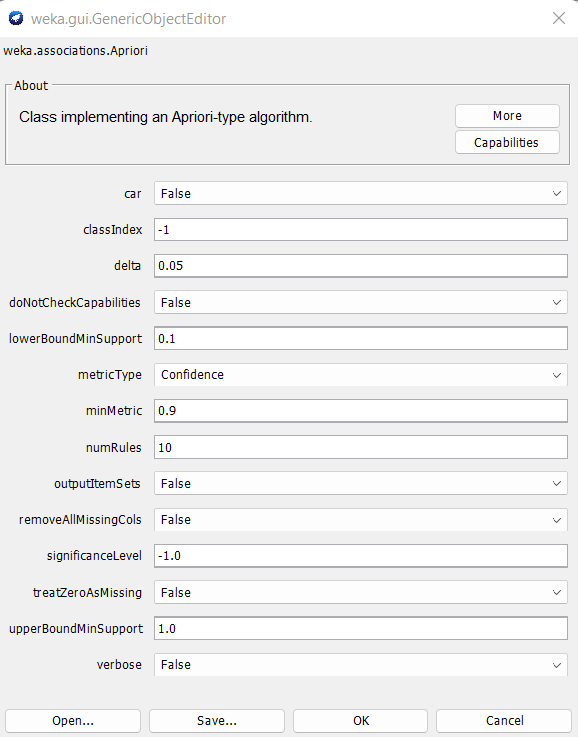 weka.gui.GenericObjectEditor
weka.associations.Apriori
About
Class implementing an Apriori-type algorithm.
More
Capabilities
car False
classIndex -1
delta 0.05
doNotCheckCapabilities False
lowerBoundMinSupport 0.1
metricType Confidence
minMetric 0.9
numRules 10
outputItemSets False
removeAllMissingCols False
significanceLevel -1.0
treatZeroAsMissing False
upperBoundMinSupport 1.0
verbose False
Open... Save... OK Cancel